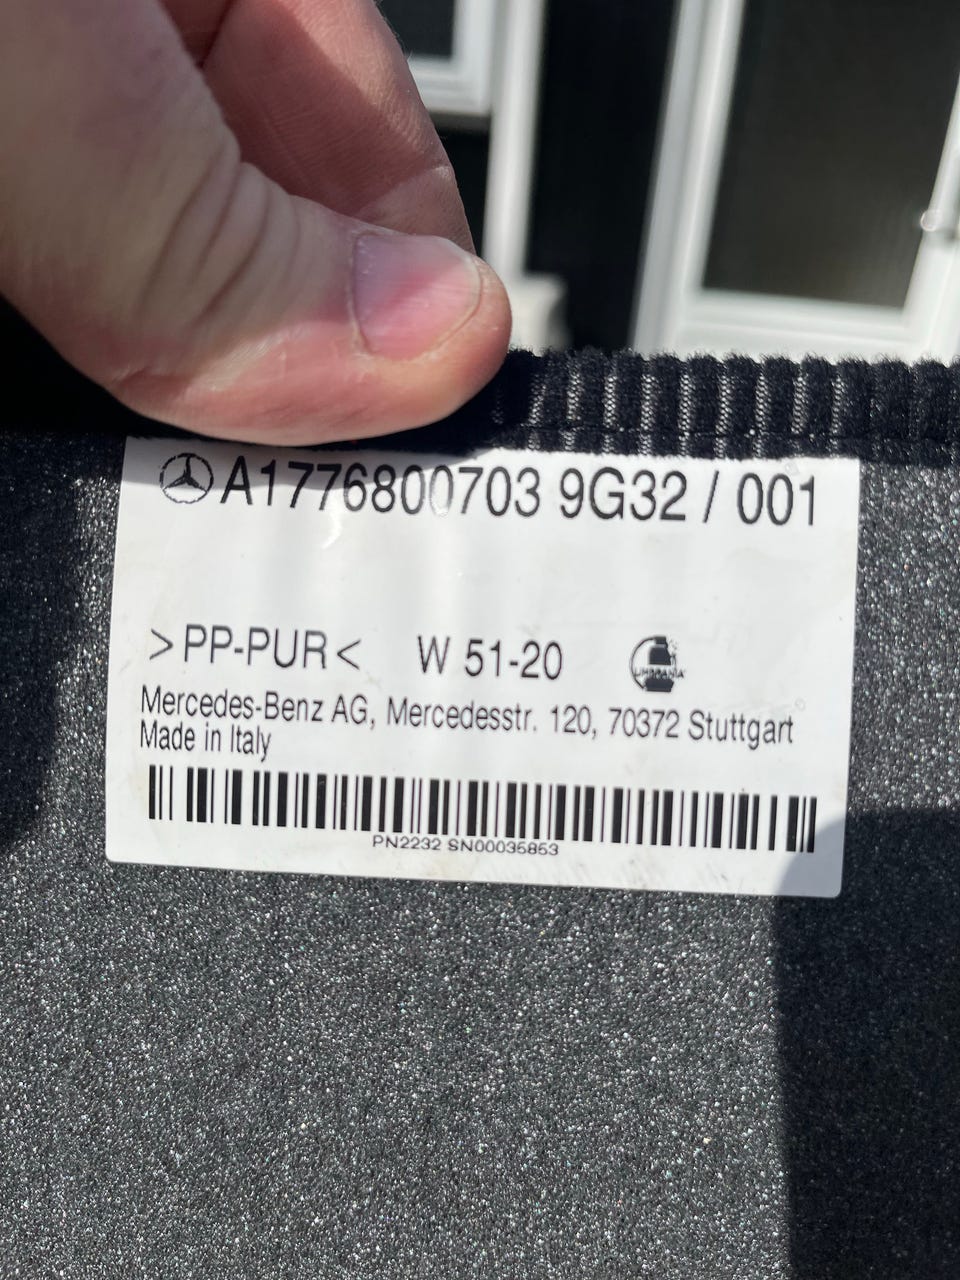 A1776800703 9G32 / 001
>PP-PUR< W 51-20
Mercedes-Benz AG, Mercedesstr. 120, 70372 Stuttgart
Made in Italy
PN2232 SN00035853